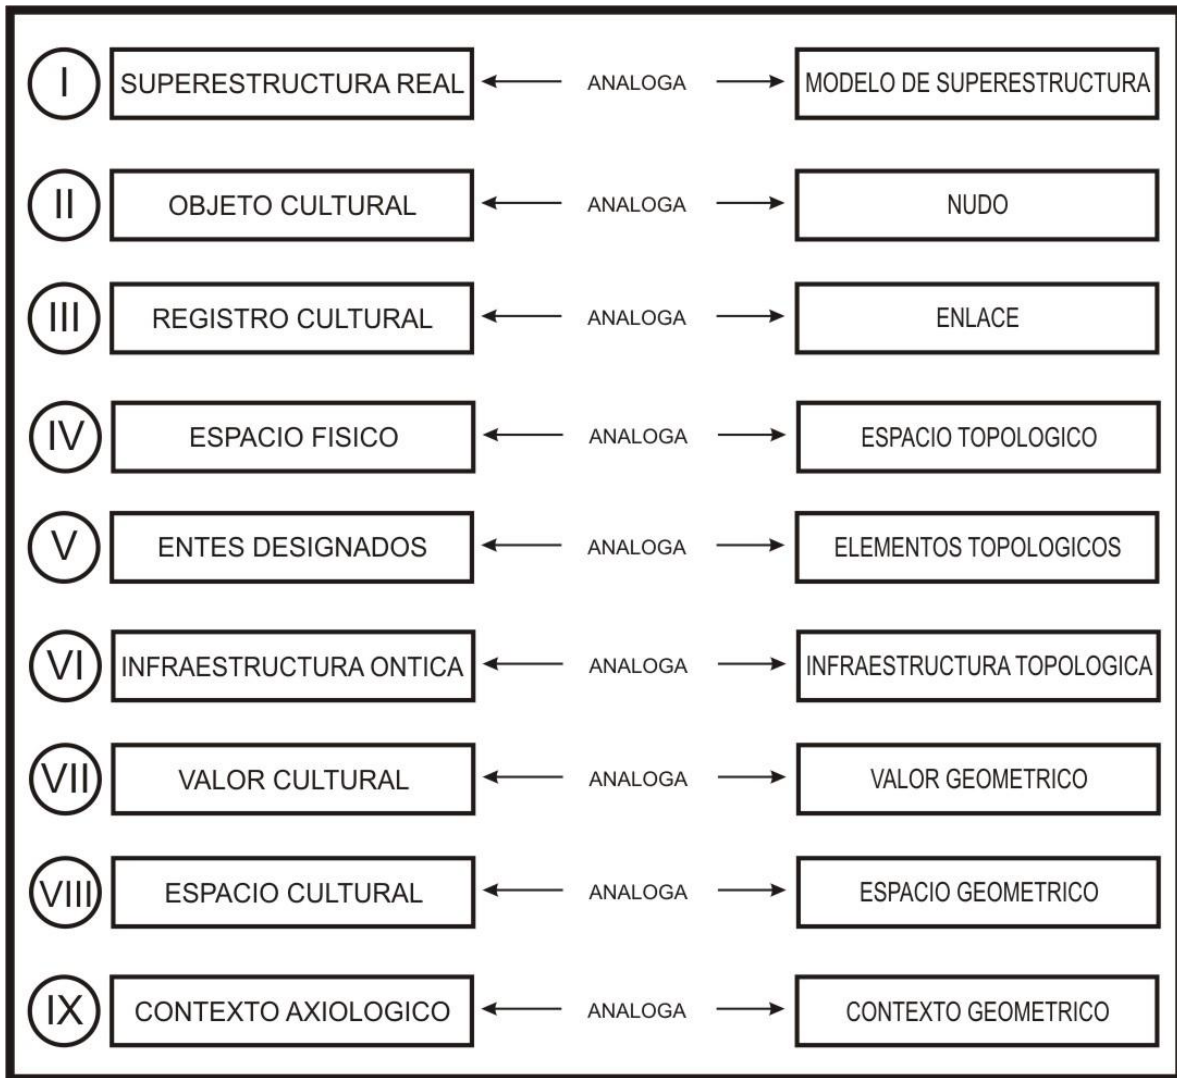 I SUPERESTRUCTURA REAL ANALOGA MODELO DE SUPERESTRUCTURA
II OBJETO CULTURAL ANALOGA NUDO
III REGISTRO CULTURAL ANALOGA ENLACE
IV ESPACIO FISICO ANALOGA ESPACIO TOPOLOGICO
V ENTES DESIGNADOS ANALOGA ELEMENTOS TOPOLOGICOS
VI INFRAESTRUCTURA ONTICA ANALOGA INFRAESTRUCTURA TOPOLOGICA
VII VALOR CULTURAL ANALOGA VALOR GEOMETRICO
VIII ESPACIO CULTURAL ANALOGA ESPACIO GEOMETRICO
IX CONTEXTO AXIOLOGICO ANALOGA CONTEXTO GEOMETRICO